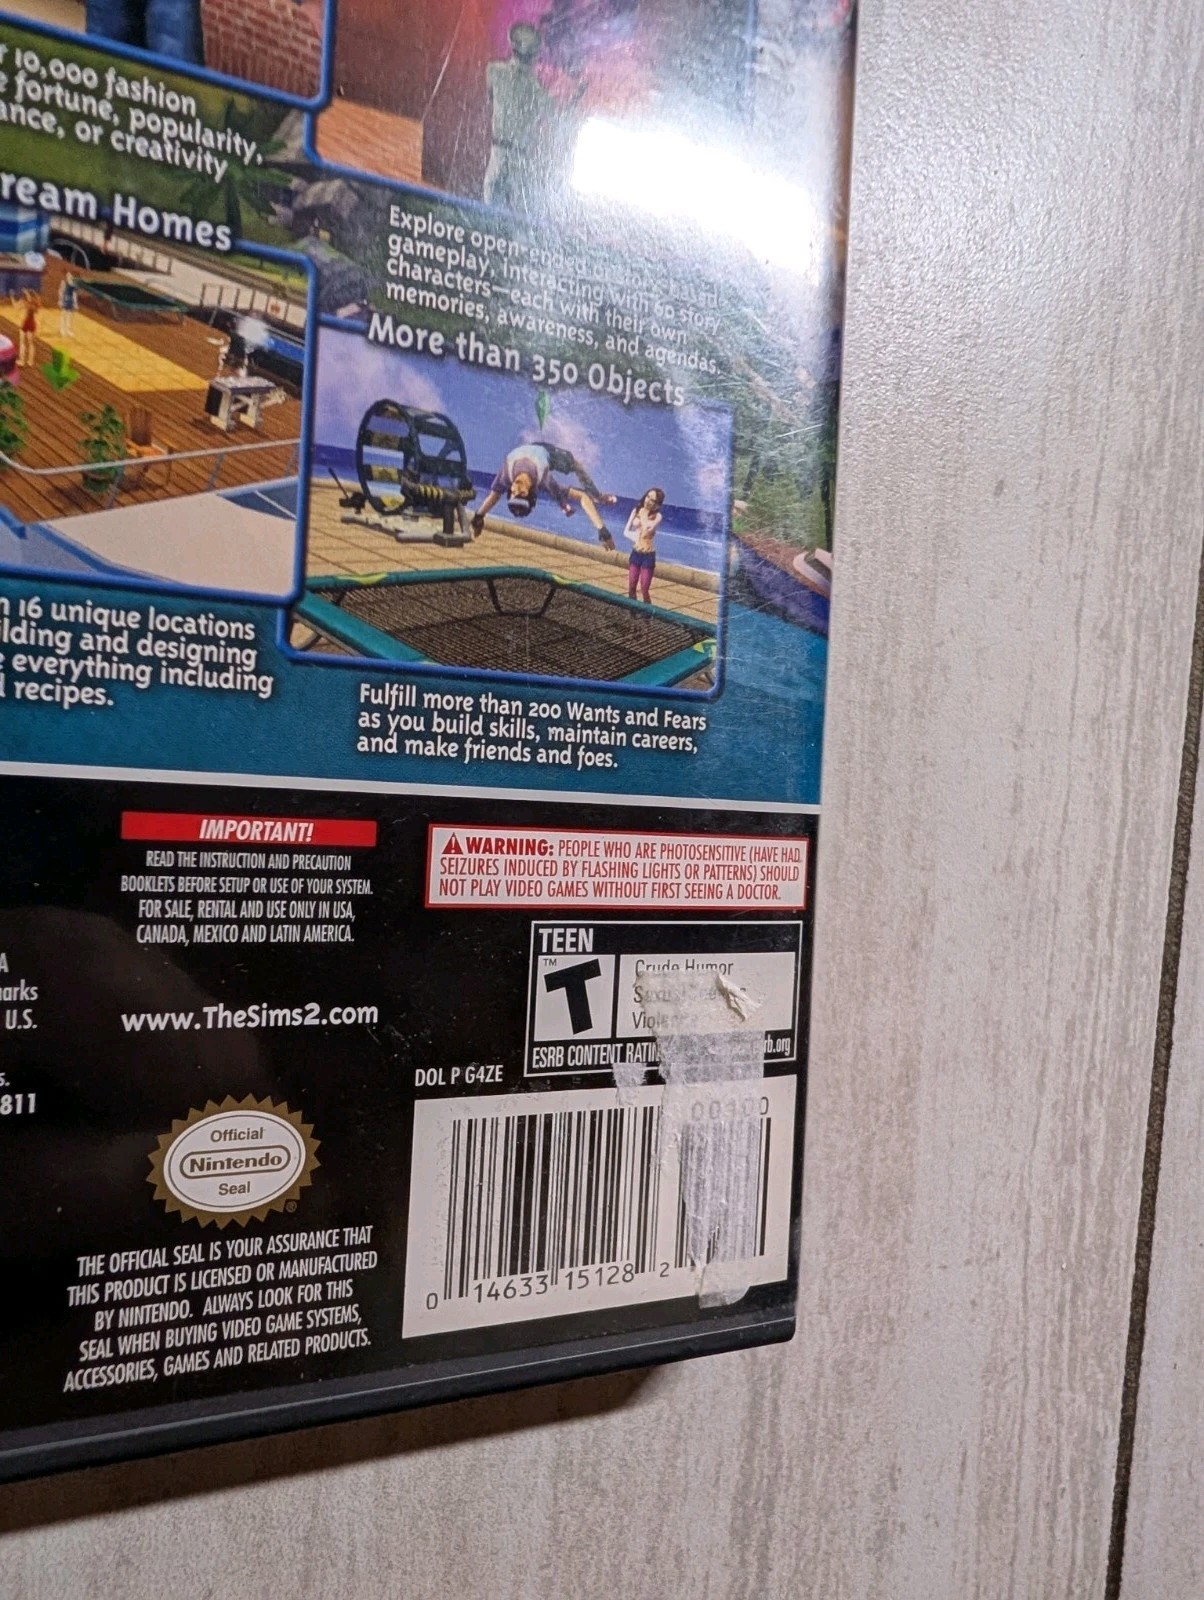 10,000 fashion
fortune, popularity,
or creativity
Homes
Explore open-ended
gameplay, interacting with 60 story
characters—each with their own
memories, awareness, and agendas.
More than 350 Objects
16 unique locations
and designing
everything including
recipes.
Fulfill more than 200 Wants and Fears
as you build skills, maintain careers,
and make friends and foes.
IMPORTANT!
READ THE INSTRUCTION AND PRECAUTION
BOOKLETS BEFORE SETUP OR USE OF YOUR SYSTEM.
FOR SALE, RENTAL AND USE ONLY IN USA,
CANADA, MEXICO AND LATIN AMERICA.
WARNING: PEOPLE WHO ARE PHOTOSENSITIVE (HAVE HAD
SEIZURES INDUCED BY FLASHING LIGHTS OR PATTERNS) SHOULD
NOT PLAY VIDEO GAMES WITHOUT FIRST SEEING A DOCTOR.
TEEN
TM
T
Crude Humor
ESRB CONTENT
A
U.S.
811
www.TheSims2.com
DOL P G4ZE
Official
Nintendo
Seal
®
THE OFFICIAL SEAL IS YOUR ASSURANCE THAT
THIS PRODUCT IS LICENSED OR MANUFACTURED
BY NINTENDO. ALWAYS LOOK FOR THIS
SEAL WHEN BUYING VIDEO GAME SYSTEMS,
ACCESSORIES, GAMES AND RELATED PRODUCTS.
0 14633 15128 2